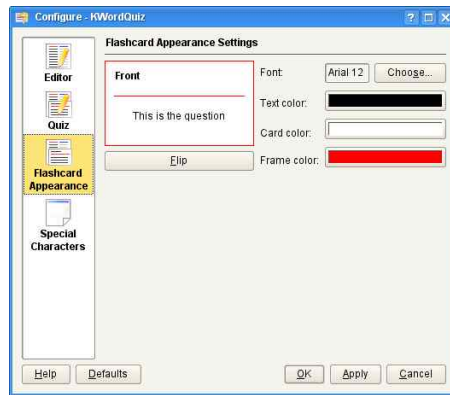 Configure - KWordQuiz
Editor
Quiz
Flashcard
Appearance
Special
Characters
Flashcard Appearance Settings
Front
This is the question
Flip
Font:
Arial 12
Choose...
Text color:
Card color:
Frame color:
Help
Defaults
OK
Apply
Cancel